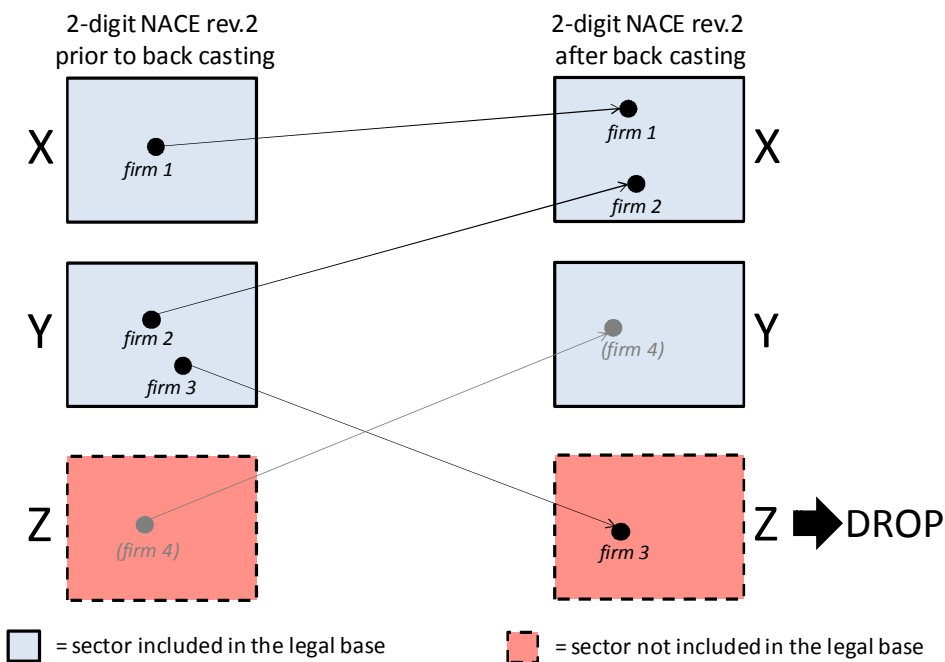 2-digit NACE rev.2
prior to back casting
2-digit NACE rev.2
after back casting
X
firm 1
firm 1
firm 2
X
Y
firm 2
firm 3
(firm 4)
Y
Z
(firm 4)
firm 3
Z
DROP
= sector included in the legal base
= sector not included in the legal base